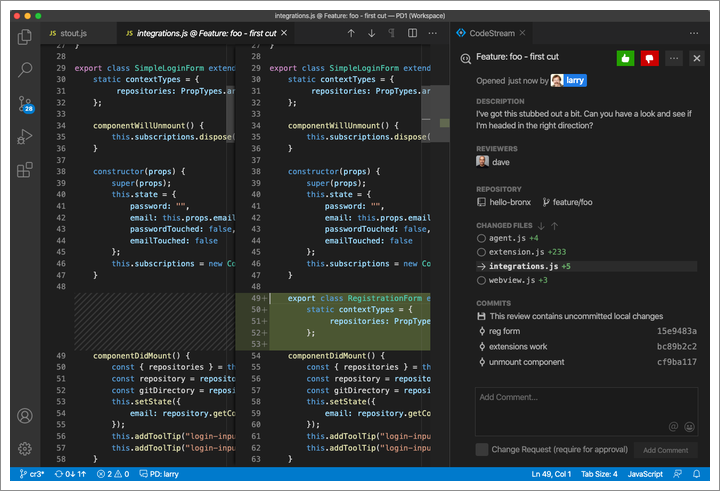 integrations.js @ Feature: foo - first cut — PD1 (Workspace)
stout.js
integrations.js @ Feature: foo - first cut
CodeStream
27 }
28
29 export class SimpleLoginForm extend
30 static contextTypes = {
31 repositories: PropTypes.ar
32 };
33
34 componentWillUnmount() {
35 this.subscriptions.dispose(
36 }
37
38 constructor(props) {
39 super(props);
40 this.state = {
41 password: "",
42 email: this.props.email
43 passwordTouched: false,
44 emailTouched: false
45 };
46 this.subscriptions = new Co
47 }
48
49 componentDidMount() {
50 const { repositories } = th
51 const repository = reposito
52 const gitDirectory = reposi
53 this.setState({
54 email: repository.getCo
55 });
56 this.addToolTip("login-inpu
57 this.addToolTip("login-inpu
58 }
27 }
28
29 export class SimpleLoginForm exten
30 static contextTypes = {
31 repositories: PropTypes.ar
32 };
33
34 componentWillUnmount() {
35 this.subscriptions.dispose(
36 }
37
38 constructor(props) {
39 super(props);
40 this.state = {
41 password: "",
42 email: this.props.email
43 passwordTouched: false,
44 emailTouched: false
45 };
46 this.subscriptions = new Co
47 }
48
49+ export class RegistrationForm e
50+ static contextTypes = {
51+ repositories: PropType
52+ };
53+
54 componentDidMount() {
55 const { repositories } = th
56 const repository = reposito
57 const gitDirectory = reposi
58 this.setState({
59 email: repository.getCo
60 });
61 this.addToolTip("login-inpu
62 this.addToolTip("login-inpu
63 }
28
Feature: foo - first cut
Opened just now by larry
DESCRIPTION
I've got this stubbed out a bit. Can you have a look and see if
I'm headed in the right direction?
REVIEWERS
dave
REPOSITORY
hello-bronx feature/foo
CHANGED FILES
agent.js +4
extension.js +233
integrations.js +5
webview.js +3
COMMITS
This review contains uncommitted local changes
reg form 15e9483a
extensions work bc89b2c2
unmount component cf9ba117
Add Comment...
Change Request (require for approval) Add Comment
cr3* 0↓ 1↑ 2 0 PD: larry Ln 49, Col 1 Tab Size: 4 JavaScript